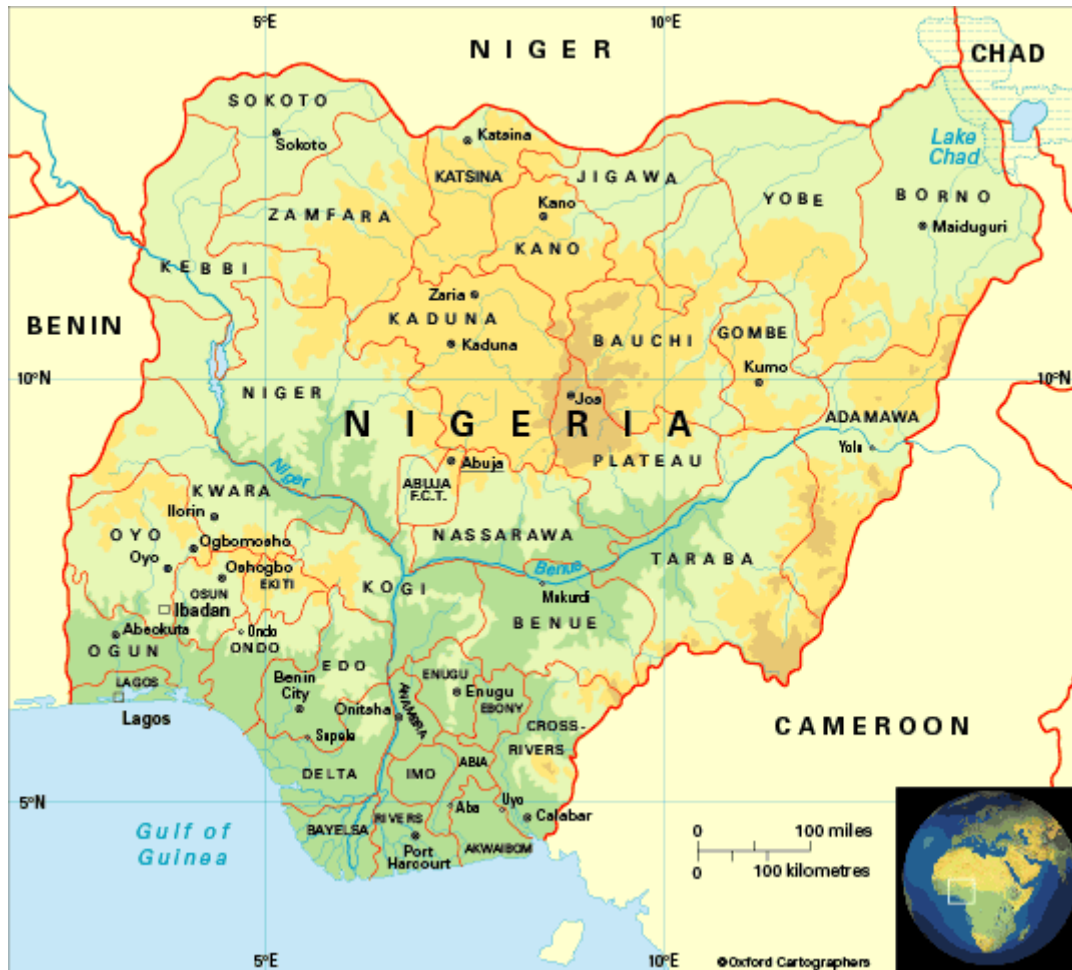 5°E
10°E
NIGER
CHAD
SOKOTO
Sokoto
Katsina
KATSINA
JIGAWA
Lake
Chad
ZAMFARA
Kano
KANO
YOBE
BORNO
Maiduguri
KEBBI
Zaria
KADUNA
Kaduna
BENIN
BAUCHI
GOMBE
Kumo
10°N
10°N
NIGER
Jos
NIGERIA
ADAMAWA
Yola
PLATEAU
Abuja
ABUJA
F.C.T.
Niger
KWARA
Ilorin
OYO
Ogbomosho
Oyo
Oshogbo
EKITI
OSUN
Ibadan
NASSARAWA
TARABA
Benue
KOGI
Makurdi
BENUE
Abeokuta
OGUN
Ondo
ONDO
EDO
LAGOS
Lagos
Benin
City
ENUGU
Enugu
EBONY
Onitsha
ANAMBRA
CROSS-
RIVERS
CAMEROON
Sapele
DELTA
IMO
ABIA
5°N
5°N
Aba
Uyo
Calabar
BAYELSA
RIVERS
Port
Harcourt
AKWAIBOM
Gulf of
Guinea
0 100 miles
0 100 kilometres
5°E
10°E
©Oxford Cartographers